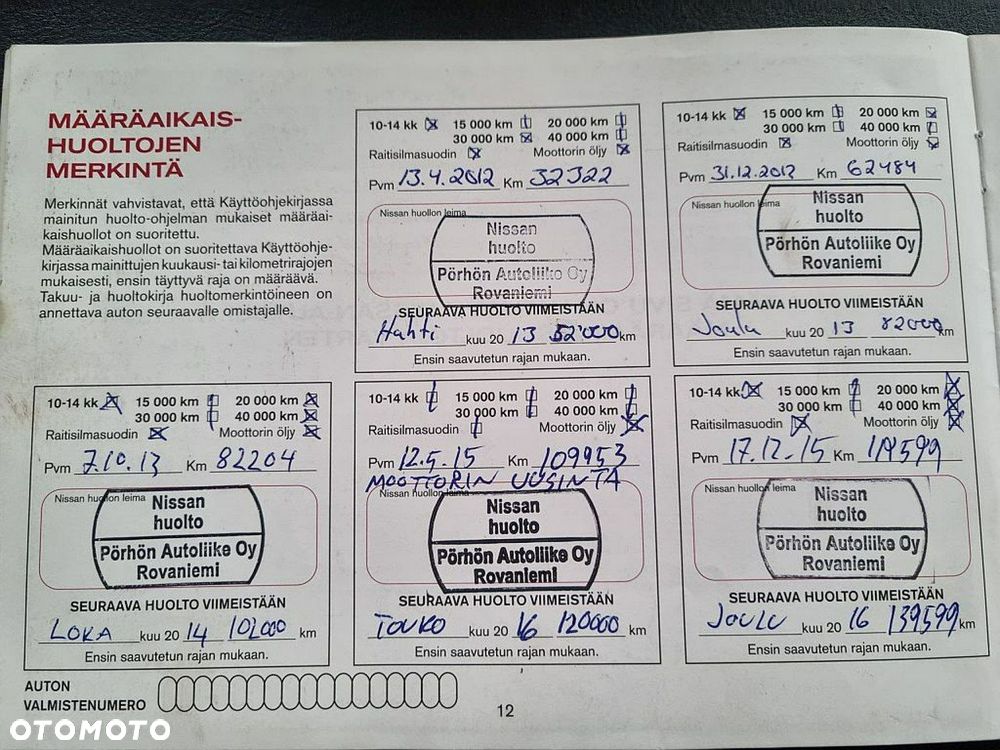 MÄÄRÄAIKAIS-
HUOLTOJEN
MERKINTÄ
Merkinnät vahvistavat, että Käyttöohjekirjassa
mainitun huolto-ohjelman mukaiset määräai-
kaishuollot on suoritettu.
Määräaikaishuollot on suoritettava Käyttöohje-
kirjassa mainittujen kuukausi- tai kilometrirajojen
mukaisesti, ensin täyttyvä raja on määräävä.
Takuu- ja huoltokirja huoltomerkintöineen on
annettava auton seuraavalle omistajalle.
10-14 kk 15 000 km 20 000 km
30 000 km 40 000 km
Raitisilmasuodin Moottorin öljy
Pvm 13.4.2012 Km 32322
Nissan huollon leima
Nissan
huolto
Pörhön Autoliike Oy
Rovaniemi
SEURAAVA HUOLTO VIIMEISTÄÄN
Huhti kuu 20 13 52'000 km
Ensin saavutetun rajan mukaan.
10-14 kk 15 000 km 20 000 km
30 000 km 40 000 km
Raitisilmasuodin Moottorin öljy
Pvm 31.12.2012 Km 62484
Nissan huollon leima
Nissan
huolto
Pörhön Autoliike Oy
Rovaniemi
SEURAAVA HUOLTO VIIMEISTÄÄN
Joulu kuu 20 13 82000 km
Ensin saavutetun rajan mukaan.
10-14 kk 15 000 km 20 000 km
30 000 km 40 000 km
Raitisilmasuodin Moottorin öljy
Pvm 7.10.13 Km 82204
Nissan huollon leima
Nissan
huolto
Pörhön Autoliike Oy
Rovaniemi
SEURAAVA HUOLTO VIIMEISTÄÄN
LOKA kuu 20 14 102000 km
Ensin saavutetun rajan mukaan.
10-14 kk 15 000 km 20 000 km
30 000 km 40 000 km
Raitisilmasuodin Moottorin öljy
Pvm 12.5.15 Km 109953
MOOTTORIN UUSINTA
Nissan huollon leima
Nissan
huolto
Pörhön Autoliike Oy
Rovaniemi
SEURAAVA HUOLTO VIIMEISTÄÄN
TOUKO kuu 20 16 120000 km
Ensin saavutetun rajan mukaan.
10-14 kk 15 000 km 20 000 km
30 000 km 40 000 km
Raitisilmasuodin Moottorin öljy
Pvm 17.12.15 Km 119599
Nissan huollon leima
Nissan
huolto
Pörhön Autoliike Oy
Rovaniemi
SEURAAVA HUOLTO VIIMEISTÄÄN
JOULU kuu 20 16 139599 km
Ensin saavutetun rajan mukaan.
AUTON
VALMISTENUMERO
12
OTOMOTO